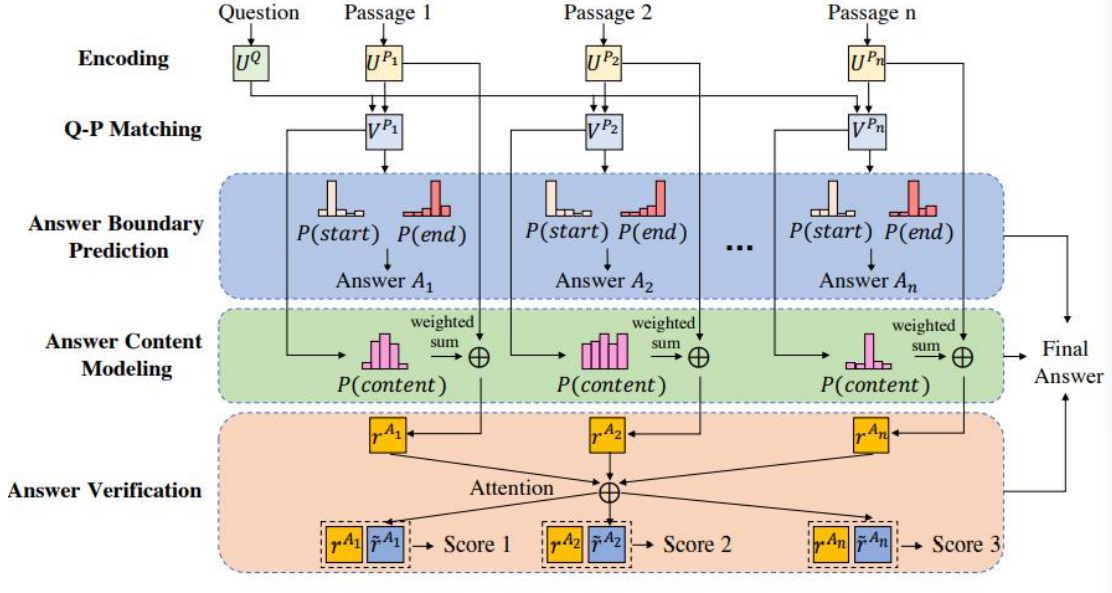 Question Passage 1 Passage 2 Passage n
Encoding U^Q U^{P_1} U^{P_2} U^{P_n}
Q-P Matching V^{P_1} V^{P_2} V^{P_n}
Answer Boundary
Prediction
P(start) P(end) P(start) P(end) ... P(start) P(end)
Answer A_1 Answer A_2 Answer A_n
Answer Content
Modeling
weighted
sum
weighted
sum
weighted
sum
P(content) P(content) P(content)
Final
Answer
r^{A_1} r^{A_2} r^{A_n}
Answer Verification
Attention
r^{A_1} r̃^{A_1} Score 1 r^{A_2} r̃^{A_2} Score 2 r^{A_n} r̃^{A_n} Score 3